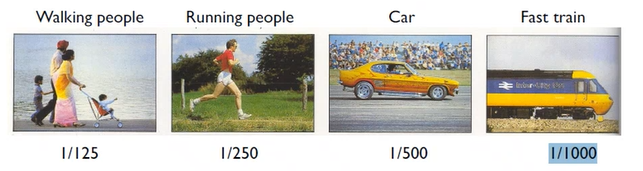 Walking people
Running people
Car
Fast train
1/125
1/250
1/500
1/1000